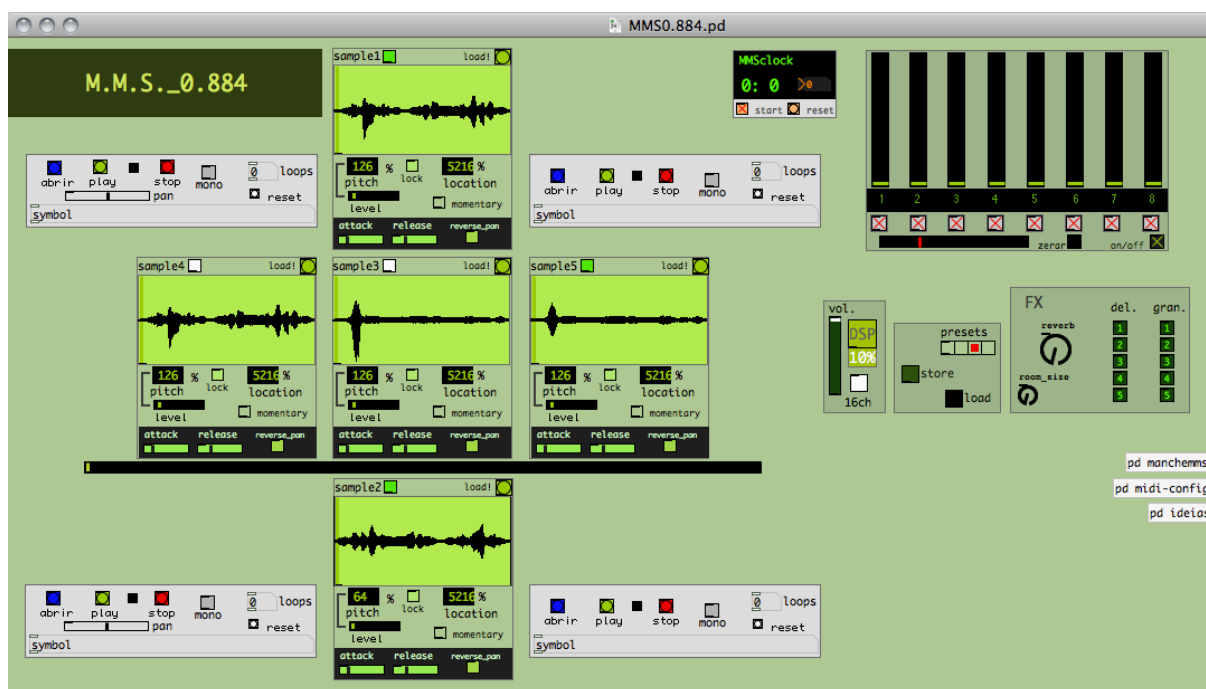 MMS0.884.pd
M.M.S._0.884
sample1 load!
126 % lock 5216 %
pitch location
level momentary
attack release reverse_pan
MMSclock
0: 0 >0
start reset
1 2 3 4 5 6 7 8
zerar on/off
abrir play stop mono 0 loops
pan reset
symbol
abrir play stop mono 0 loops
reset
symbol
sample4 load!
126 % lock 5216 %
pitch location
level momentary
attack release reverse_pan
sample3 load!
126 % lock 5216 %
pitch location
level momentary
attack release reverse_pan
sample5 load!
126 % lock 5216 %
pitch location
level momentary
attack release reverse_pan
vol.
DSP
10%
16ch
presets
store
load
FX del. gran.
reverb
room_size
1 1
2 2
3 3
4 4
5 5
pd manchemms
pd midi-config
pd ideias
sample2 load!
64 % lock 5216 %
pitch location
level momentary
attack release reverse_pan
abrir play stop mono 0 loops
pan reset
symbol
abrir play stop mono 0 loops
reset
symbol